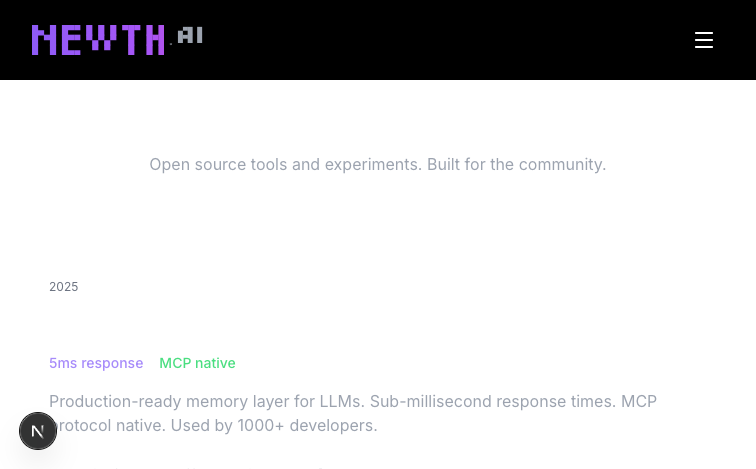 NEWTH.AI
Open source tools and experiments. Built for the community.
2025
5ms response MCP native
Production-ready memory layer for LLMs. Sub-millisecond response times. MCP
protocol native. Used by 1000+ developers.
N